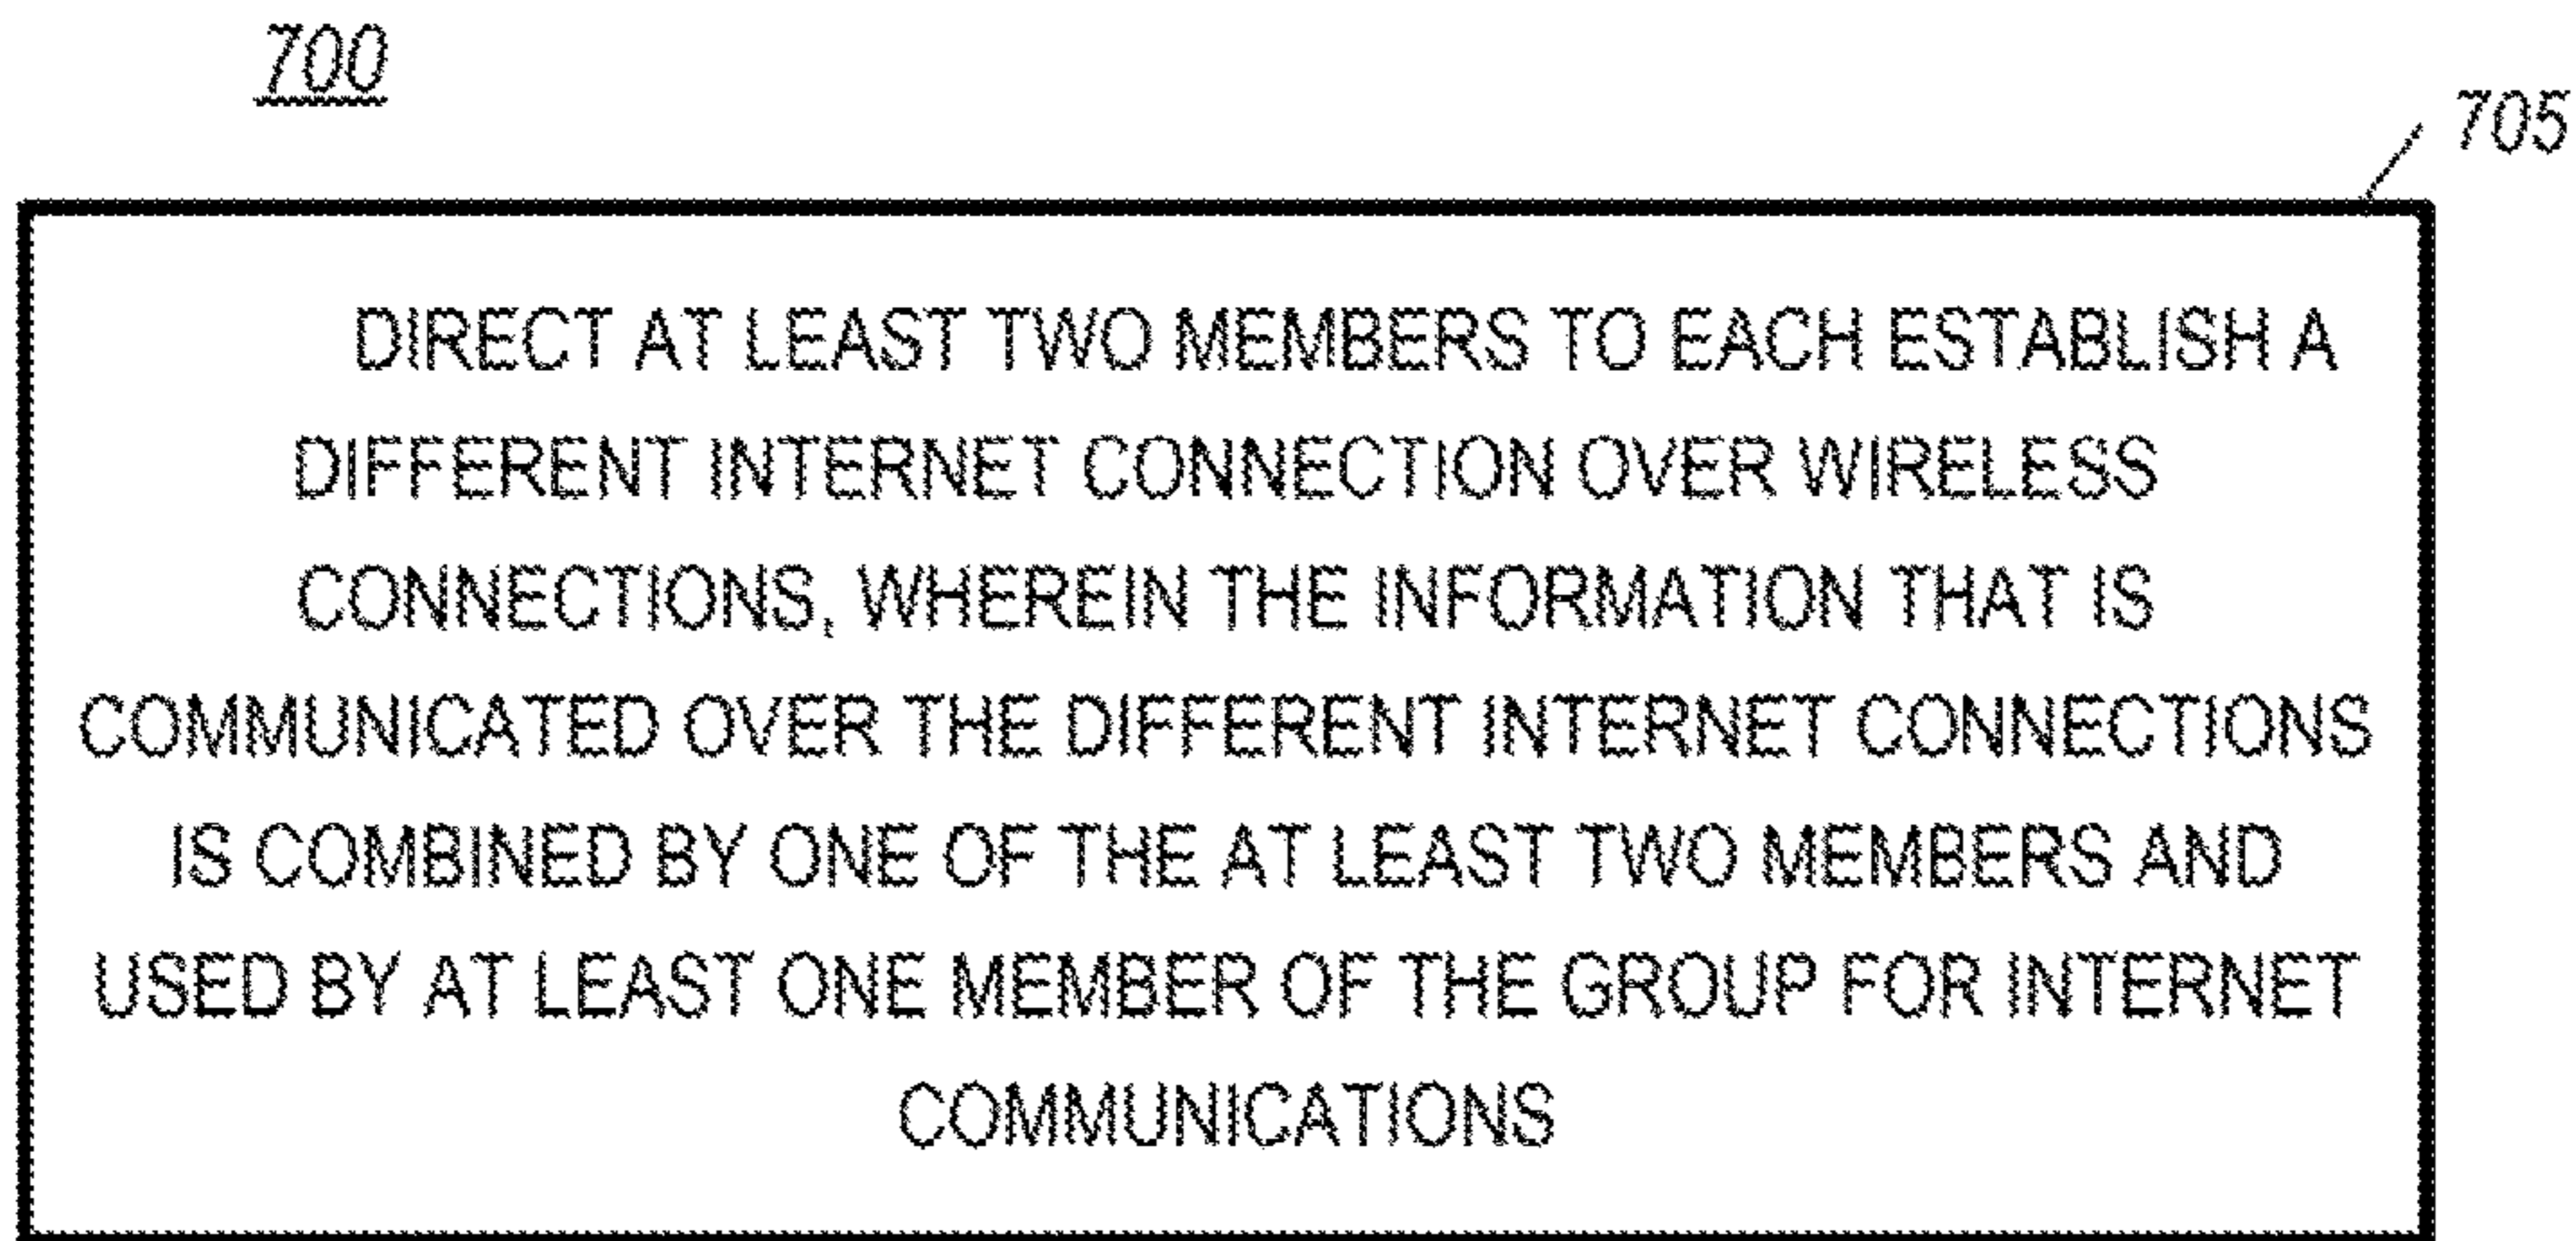 700
705
DIRECT AT LEAST TWO MEMBERS TO EACH ESTABLISH A
DIFFERENT INTERNET CONNECTION OVER WIRELESS
CONNECTIONS, WHEREIN THE INFORMATION THAT IS
COMMUNICATED OVER THE DIFFERENT INTERNET CONNECTIONS
IS COMBINED BY ONE OF THE AT LEAST TWO MEMBERS AND
USED BY AT LEAST ONE MEMBER OF THE GROUP FOR INTERNET
COMMUNICATIONS